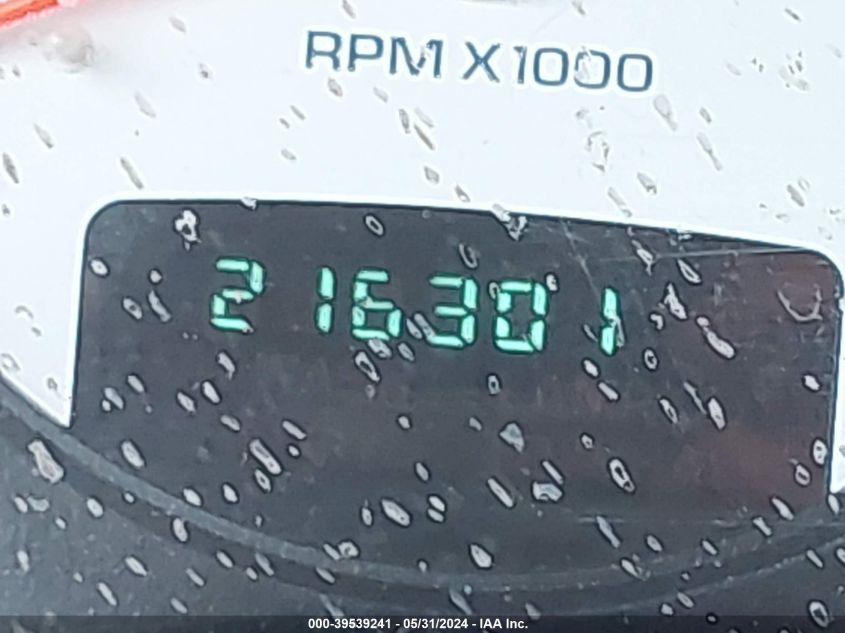 RPM X1000
216301
000-39539241 - 05/31/2024 - IAA Inc.